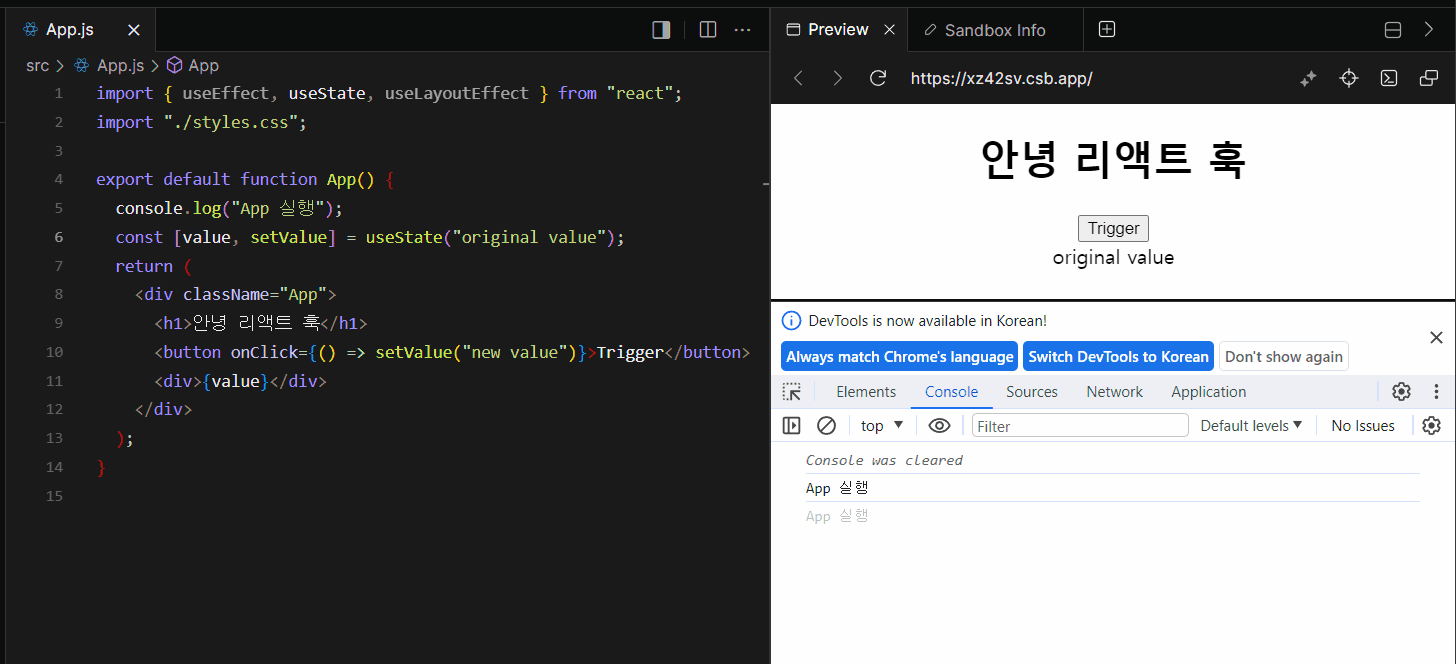 App.js
src > App.js > App
1 import { useEffect, useState, useLayoutEffect } from "react";
2 import "./styles.css";
3
4 export default function App() {
5   console.log("App 실행");
6   const [value, setValue] = useState("original value");
7   return (
8     <div className="App">
9       <h1>안녕 리액트 훅</h1>
10       <button onClick={() => setValue("new value")}>Trigger</button>
11       <div>{value}</div>
12     </div>
13   );
14 }
15
Preview Sandbox Info
https://xz42sv.csb.app/
안녕 리액트 훅
Trigger
original value
DevTools is now available in Korean!
Always match Chrome's language Switch DevTools to Korean Don't show again
Elements Console Sources Network Application
top Filter Default levels No Issues
Console was cleared
App 실행
App 실행